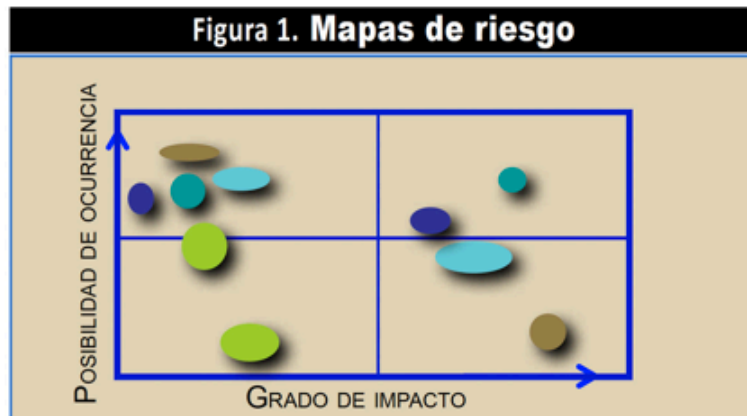 Figura 1. Mapas de riesgo
POSIBILIDAD DE OCURRENCIA
GRADO DE IMPACTO